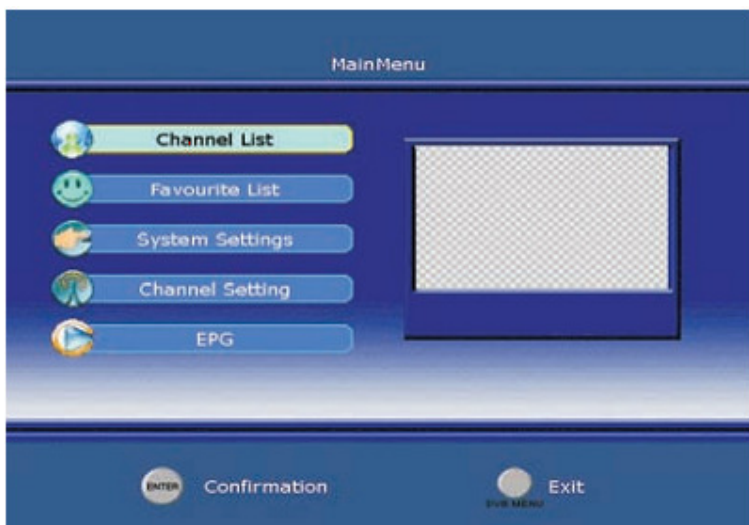 MainMenu
Channel List
Favourite List
System Settings
Channel Setting
EPG
ENTER Confirmation
Exit
DVB MENU